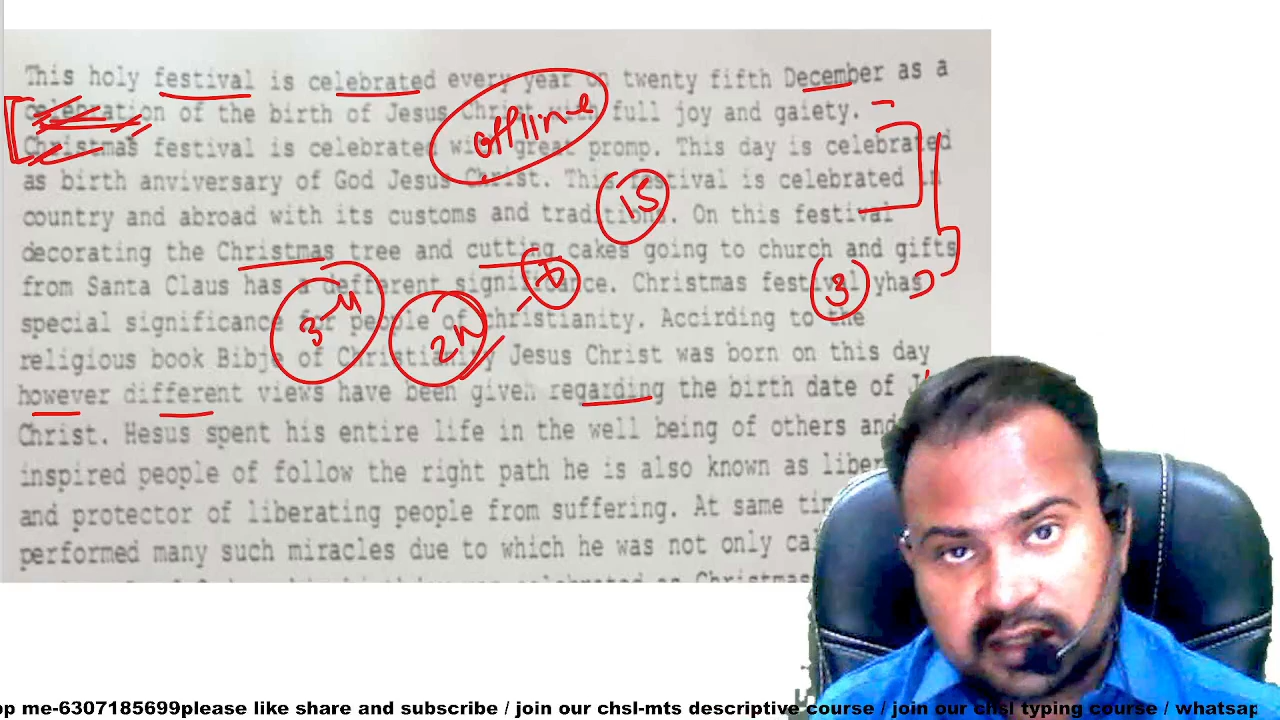 This holy festival is celebrated every year on twenty fifth December as a
celebration of the birth of Jesus Christ with full joy and gaiety.
Christmas festival is celebrated with great promp. This day is celebrated
as birth anviversary of God Jesus Christ. This festival is celebrated in
country and abroad with its customs and traditions. On this festival
decorating the Christmas tree and cutting cakes going to church and gifts
from Santa Claus has a defferent significance. Christmas festival yhas
special significance for people of christianity. Acciording to the
religious book Bibje of Christianity Jesus Christ was born on this day
however different views have been given regarding the birth date of
Christ. Hesus spent his entire life in the well being of others and
inspired people of follow the right path he is also known as
and protector of liberating people from suffering. At same
performed many such miracles due to which he was not only
Christmas
offline
15
3
3-4
2n
pp me-6307185699please like share and subscribe / join our chsl-mts descriptive course / join our chsl typing course / whatsap